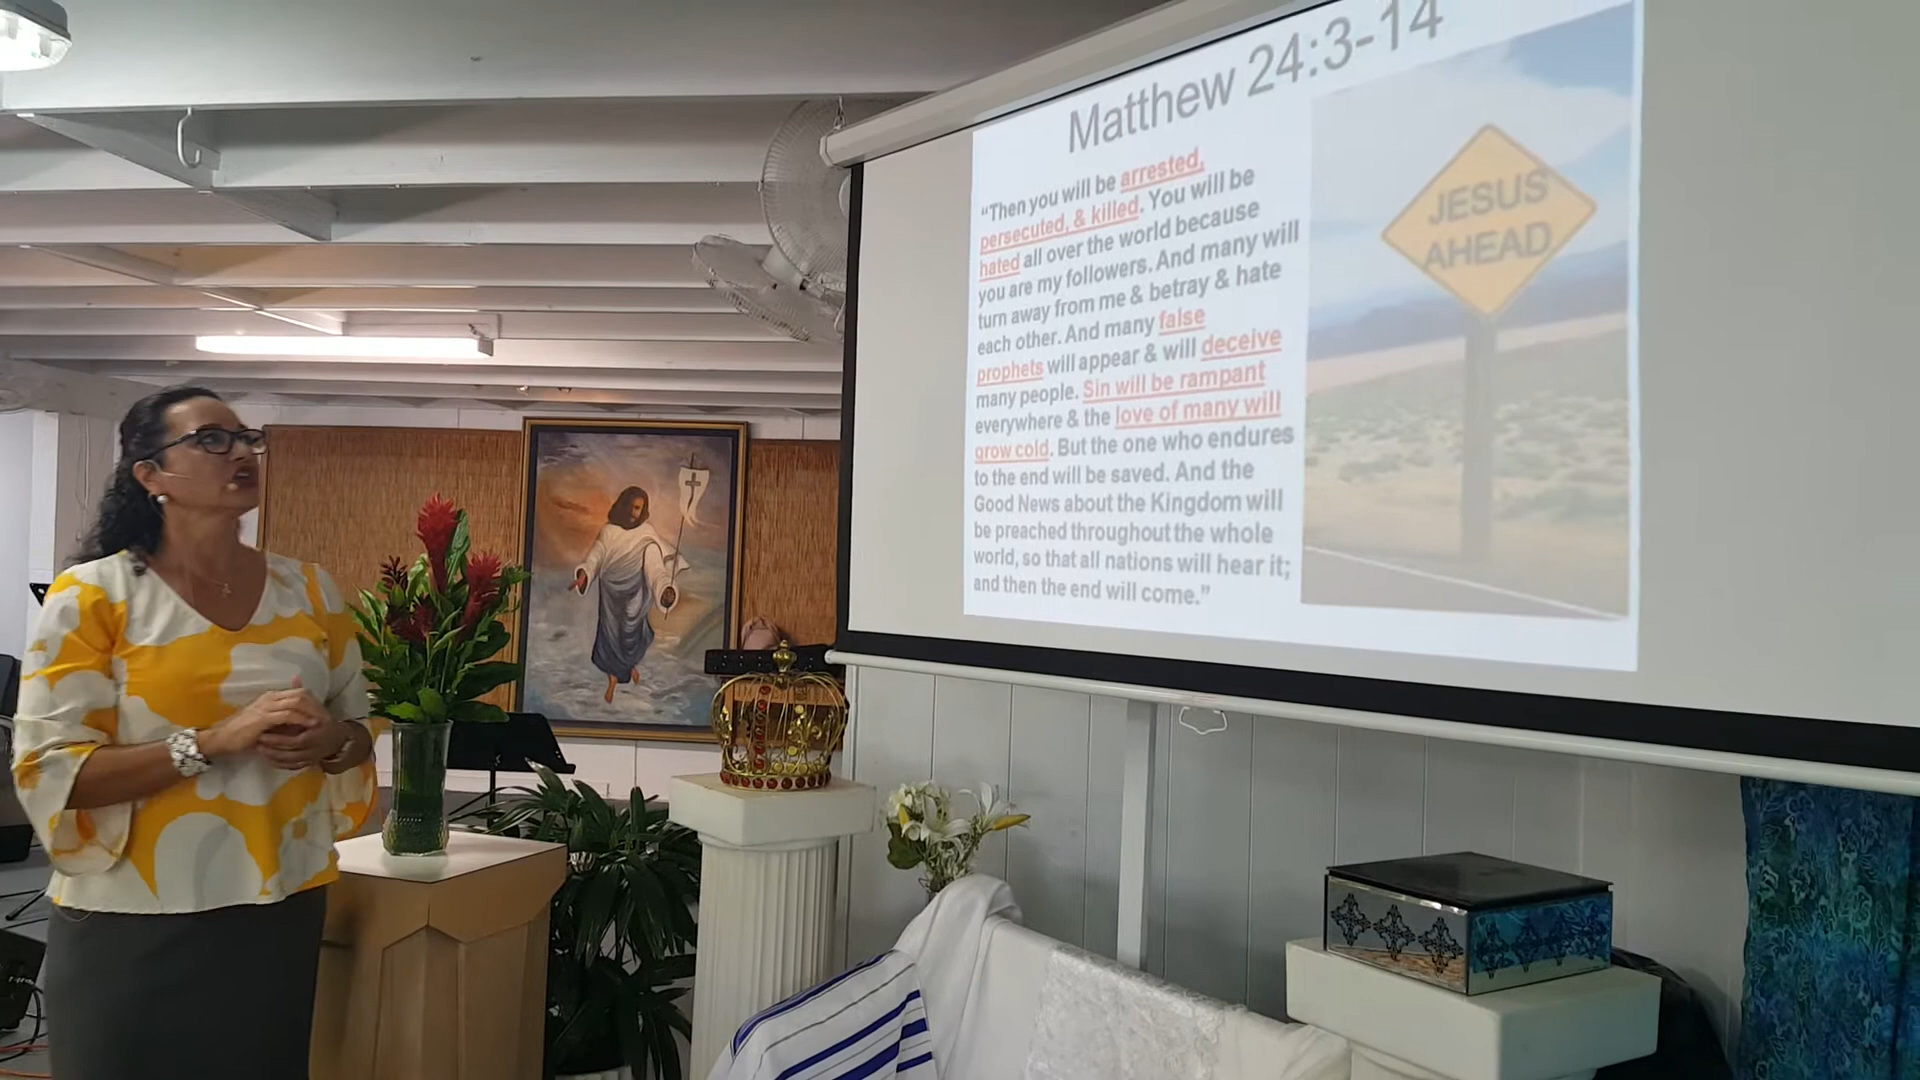 Matthew 24:3-14
“Then you will be arrested,
persecuted, & killed. You will be
hated all over the world because
you are my followers. And many will
turn away from me & betray & hate
each other. And many false
prophets will appear & will deceive
many people. Sin will be rampant
everywhere & the love of many will
grow cold. But the one who endures
to the end will be saved. And the
Good News about the Kingdom will
be preached throughout the whole
world, so that all nations will hear it;
and then the end will come.”
JESUS
AHEAD